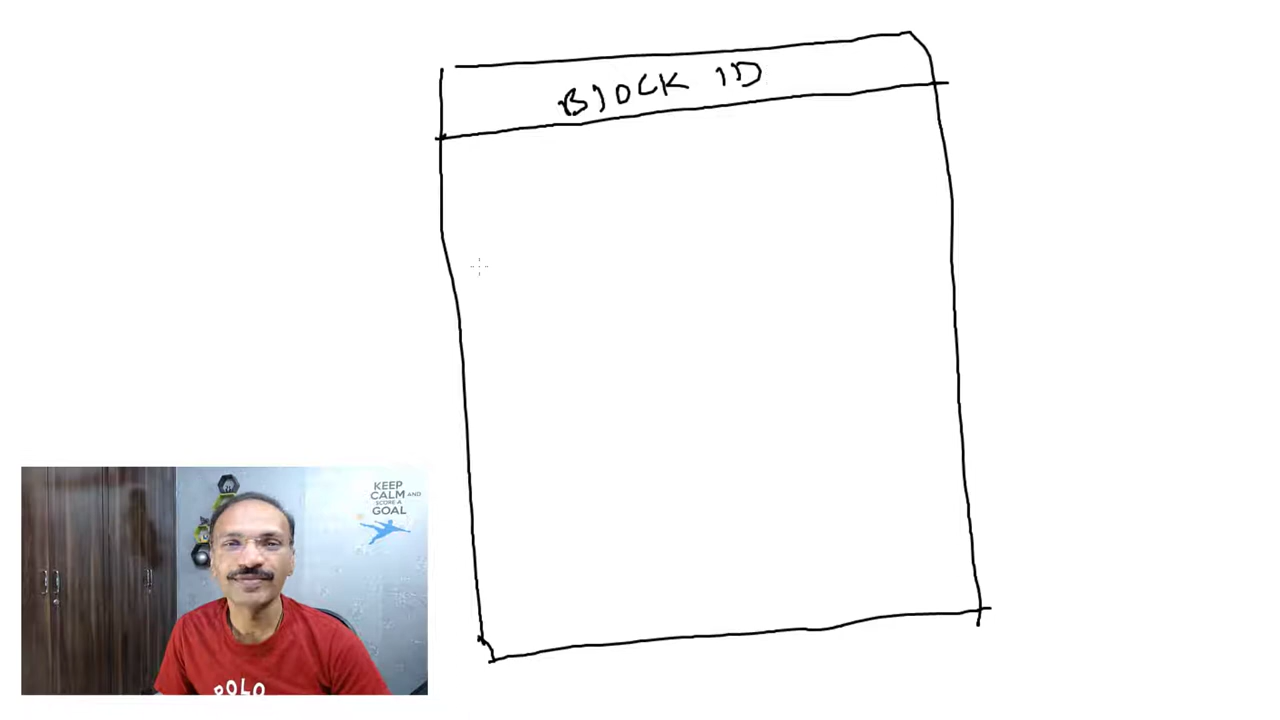 BLOCK ID
KEEP
CALM AND
SCORE A
GOAL
POLO